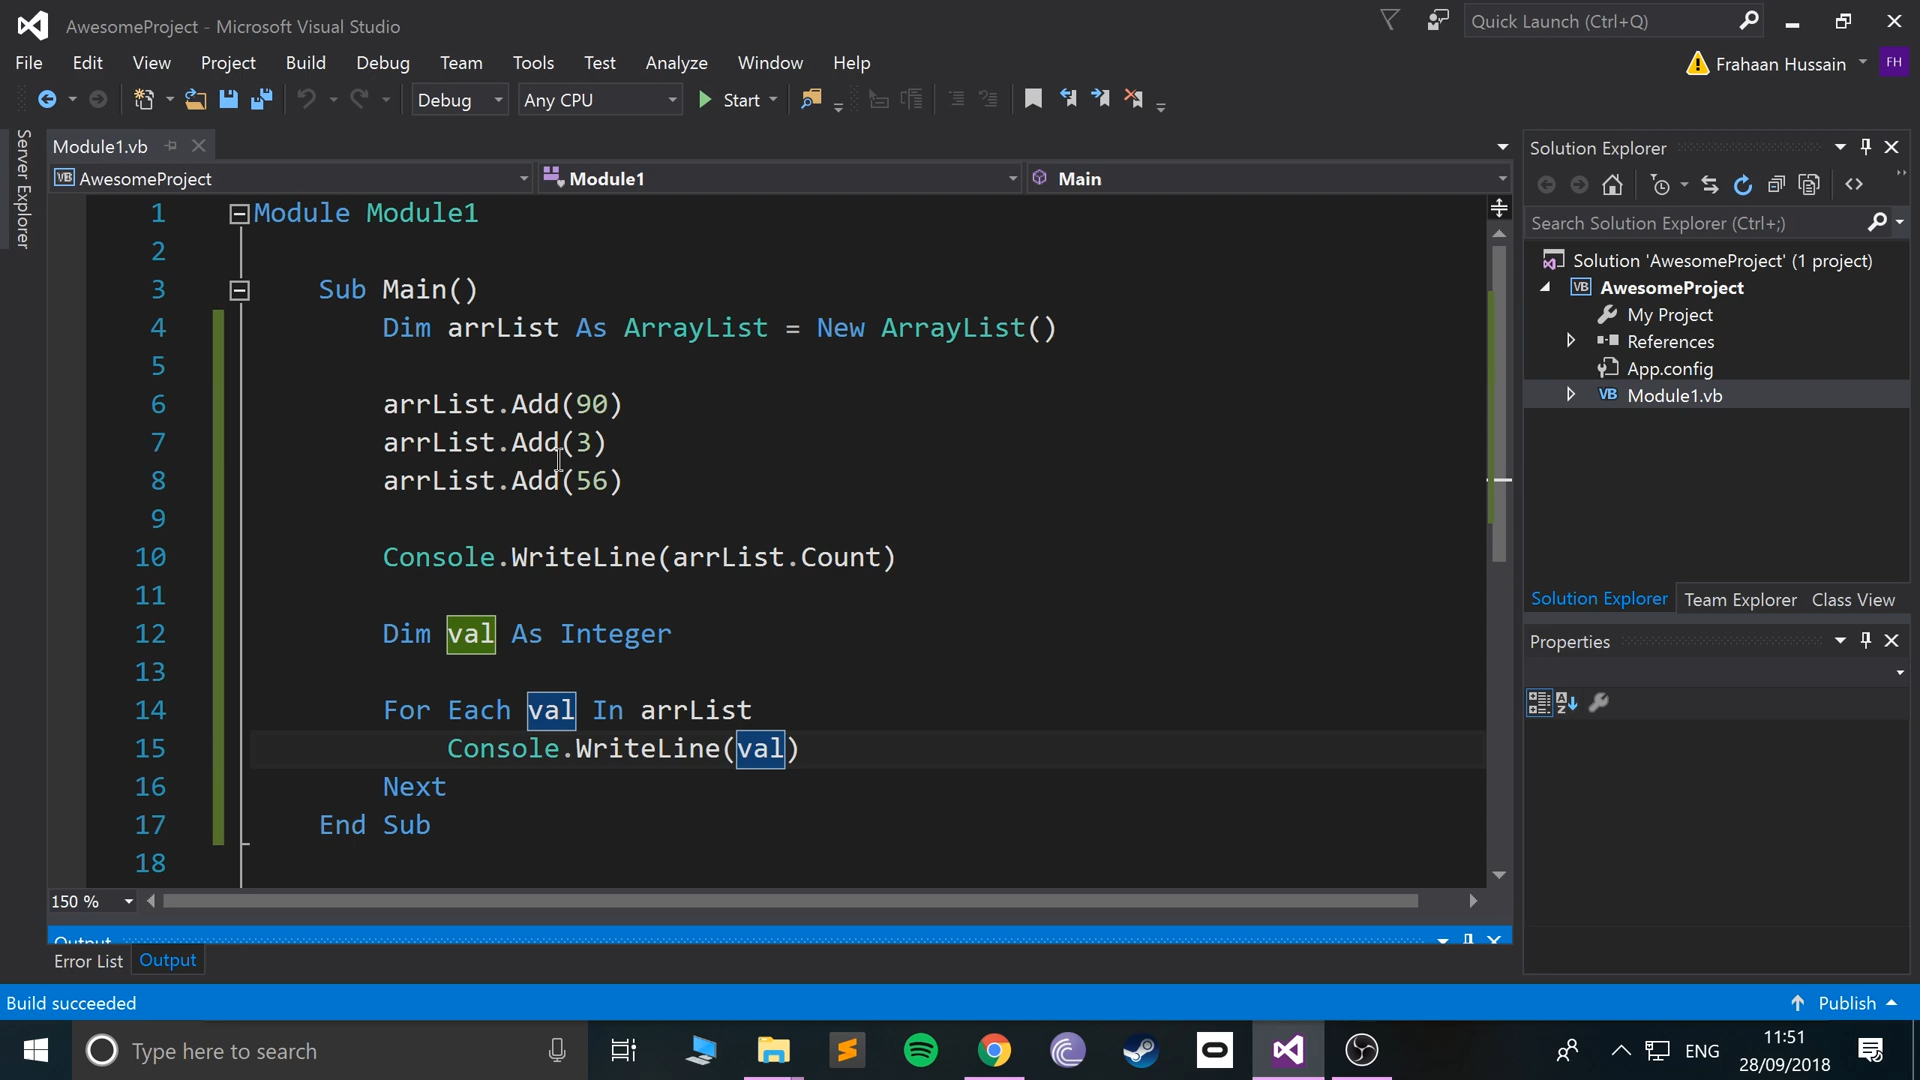 AwesomeProject - Microsoft Visual Studio
Quick Launch (Ctrl+Q)
File Edit View Project Build Debug Team Tools Test Analyze Window Help
Frahaan Hussain FH
Debug Any CPU Start
Server Explorer
Module1.vb
VB AwesomeProject Module1 Main
1 Module Module1
2
3 Sub Main()
4 Dim arrList As ArrayList = New ArrayList()
5
6 arrList.Add(90)
7 arrList.Add(3)
8 arrList.Add(56)
9
10 Console.WriteLine(arrList.Count)
11
12 Dim val As Integer
13
14 For Each val In arrList
15 Console.WriteLine(val)
16 Next
17 End Sub
18
150 %
Output
Error List Output
Solution Explorer
Search Solution Explorer (Ctrl+;)
Solution 'AwesomeProject' (1 project)
VB AwesomeProject
My Project
References
App.config
VB Module1.vb
Solution Explorer Team Explorer Class View
Properties
Build succeeded
Publish
Type here to search
ENG
11:51
28/09/2018